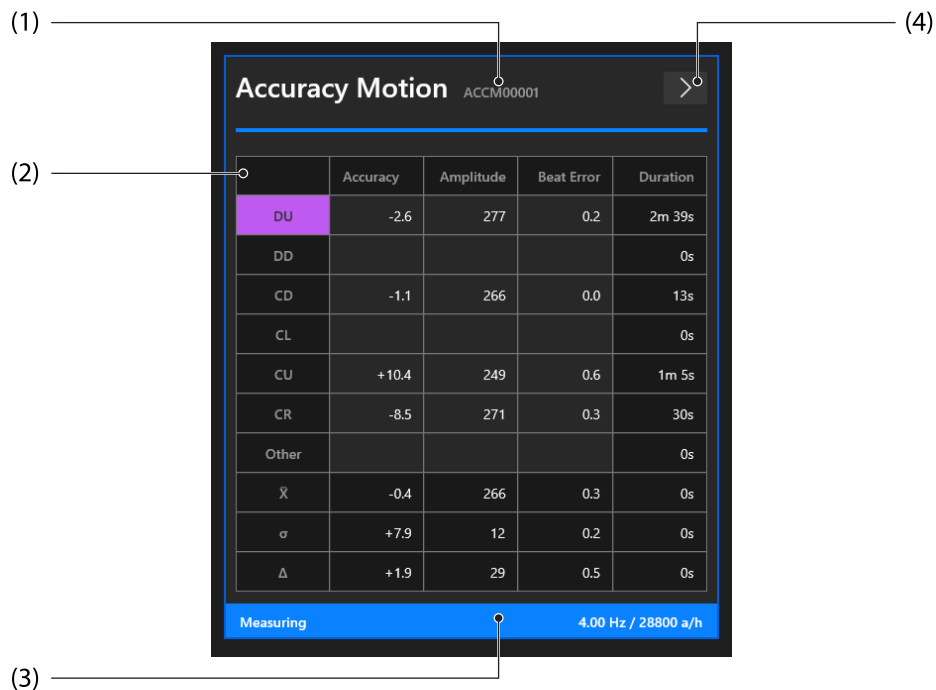 (1)
(4)
Accuracy Motion ACCM00001
(2)
Accuracy Amplitude Beat Error Duration
DU -2.6 277 0.2 2m 39s
DD 0s
CD -1.1 266 0.0 13s
CL 0s
CU +10.4 249 0.6 1m 5s
CR -8.5 271 0.3 30s
Other 0s
x̄ -0.4 266 0.3 0s
σ +7.9 12 0.2 0s
Δ +1.9 29 0.5 0s
Measuring 4.00 Hz / 28800 a/h
(3)